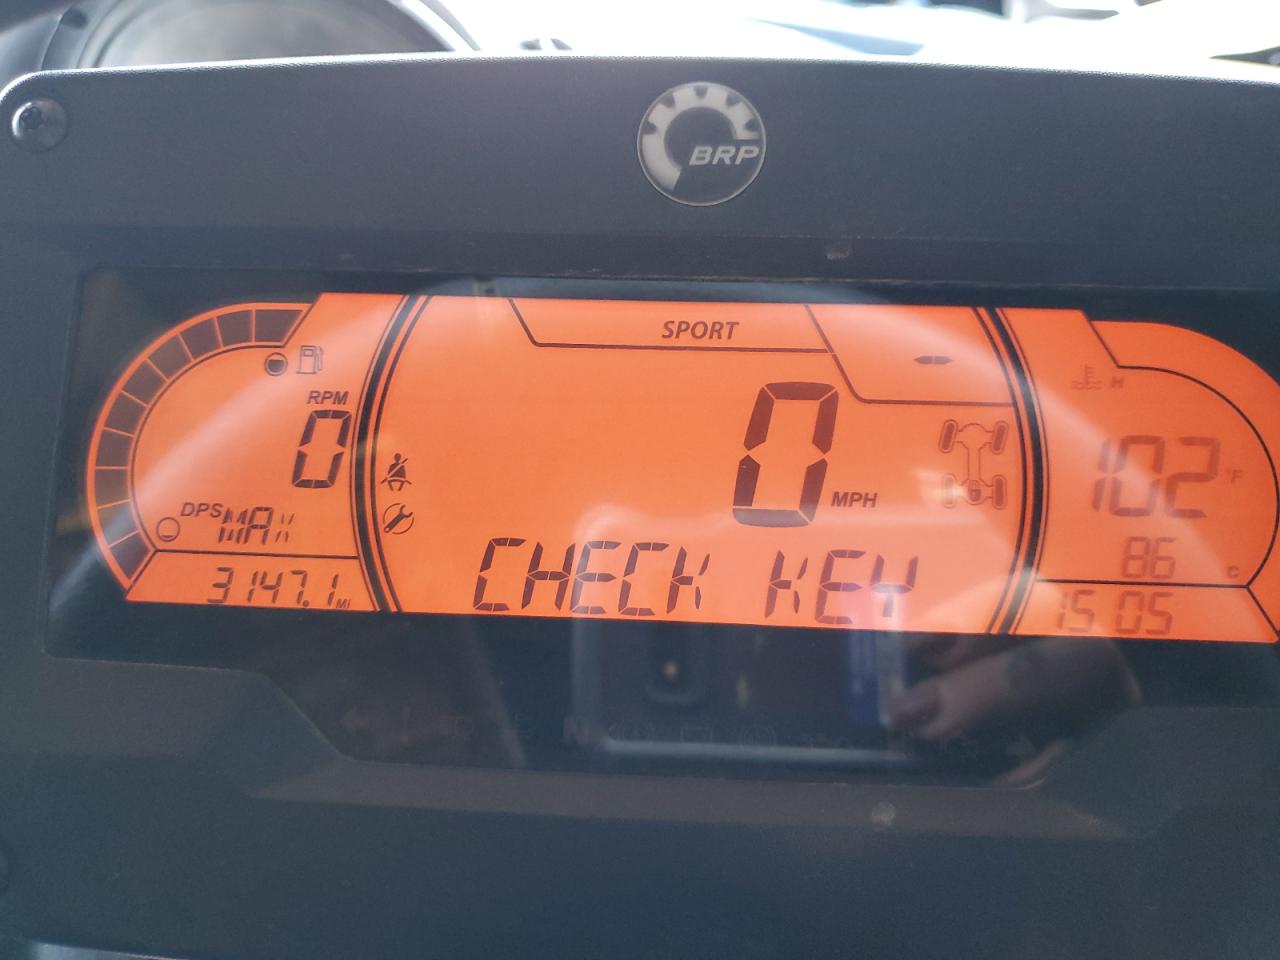 BRP
SPORT
RPM
0
H
0 MPH
102 °F
DPS MAX
CHECK KEY
86 C
3147.1 MI
15 05